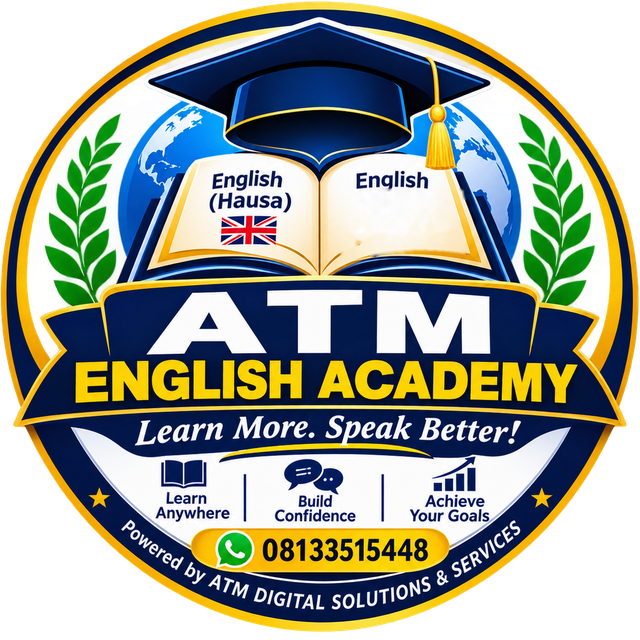 English
(Hausa)
English
ATM
ENGLISH ACADEMY
Learn More. Speak Better!
Learn
Anywhere
Build
Confidence
Achieve
Your Goals
08133515448
Powered by ATM DIGITAL SOLUTIONS & SERVICES